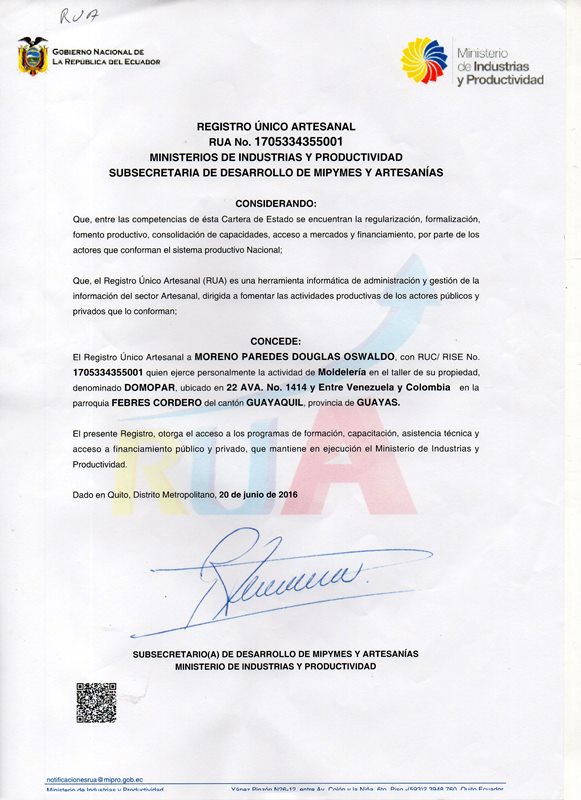 RUA
GOBIERNO NACIONAL DE
LA REPUBLICA DEL ECUADOR
Ministerio
de Industrias
y Productividad
REGISTRO ÚNICO ARTESANAL
RUA No. 1705334355001
MINISTERIOS DE INDUSTRIAS Y PRODUCTIVIDAD
SUBSECRETARIA DE DESARROLLO DE MIPYMES Y ARTESANÍAS
CONSIDERANDO:
Que, entre las competencias de ésta Cartera de Estado se encuentran la regularización, formalización,
fomento productivo, consolidación de capacidades, acceso a mercados y financiamiento, por parte de los
actores que conforman el sistema productivo Nacional;
Que, el Registro Único Artesanal (RUA) es una herramienta informática de administración y gestión de la
información del sector Artesanal, dirigida a fomentar las actividades productivas de los actores públicos y
privados que lo conforman;
CONCEDE:
El Registro Único Artesanal a MORENO PAREDES DOUGLAS OSWALDO, con RUC/ RISE No.
1705334355001 quien ejerce personalmente la actividad de Moldelería en el taller de su propiedad,
denominado DOMOPAR, ubicado en 22 AVA. No. 1414 y Entre Venezuela y Colombia en la
parroquia FEBRES CORDERO del cantón GUAYAQUIL, provincia de GUAYAS.
El presente Registro, otorga el acceso a los programas de formación, capacitación, asistencia técnica y
acceso a financiamiento público y privado, que mantiene en ejecución el Ministerio de Industrias y
Productividad.
RUA
Dado en Quito, Distrito Metropolitano, 20 de junio de 2016
SUBSECRETARIO(A) DE DESARROLLO DE MIPYMES Y ARTESANÍAS
MINISTERIO DE INDUSTRIAS Y PRODUCTIVIDAD
notificacionesrua@mipro.gob.ec
Ministerio de Industrias y Productividad
Yánez Pinzón N26-12, entre Av. Colón y la Niña, 6to. Piso -(593)2 3948 760, Quito Ecuador